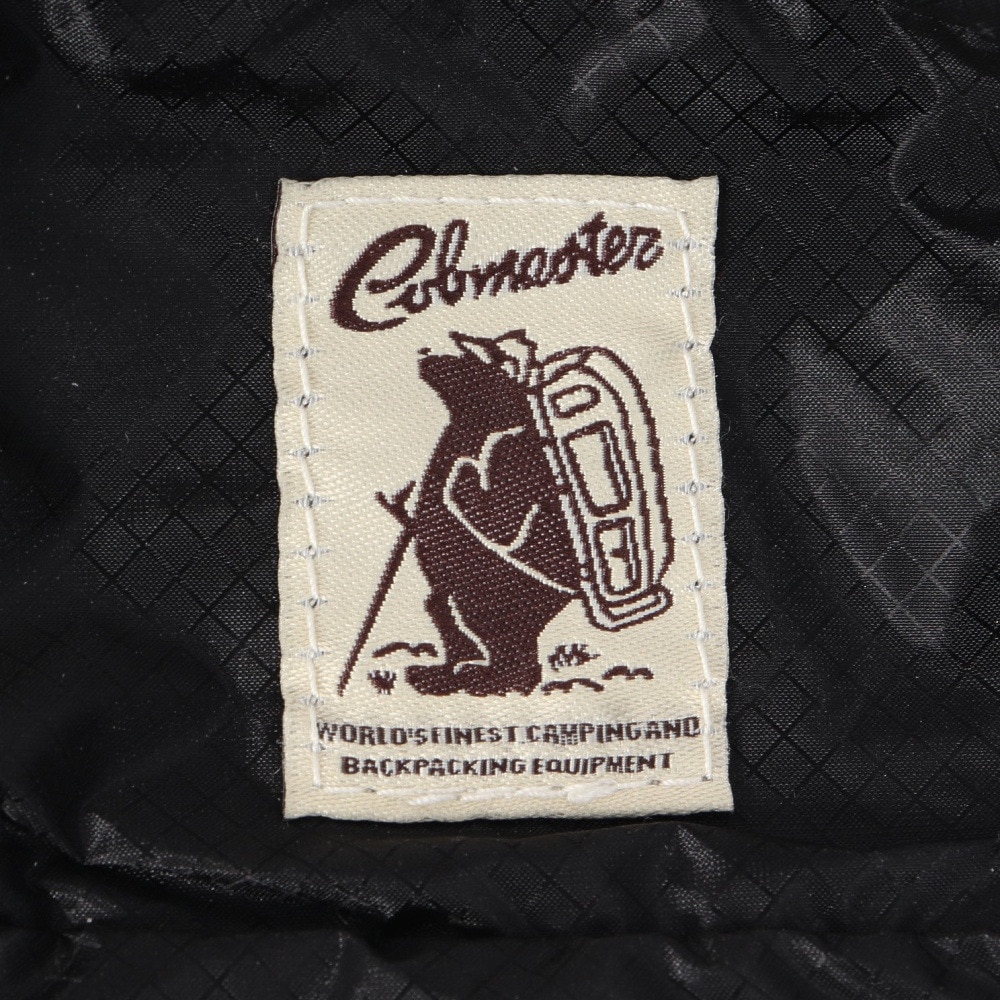 Cobmaster
WORLD'S FINEST CAMPING AND
BACKPACKING EQUIPMENT